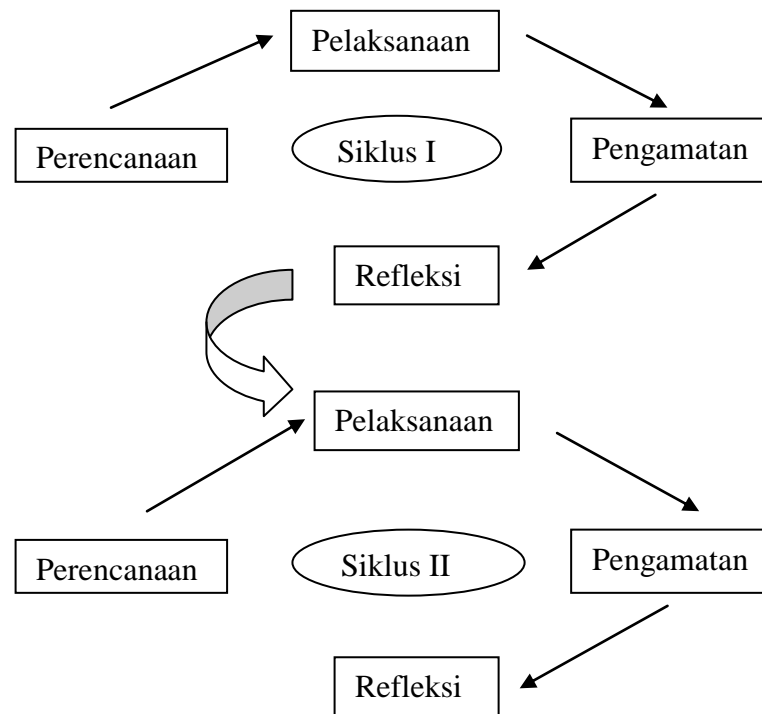 Pelaksanaan
Perencanaan
Siklus I
Pengamatan
Refleksi
Pelaksanaan
Perencanaan
Siklus II
Pengamatan
Refleksi